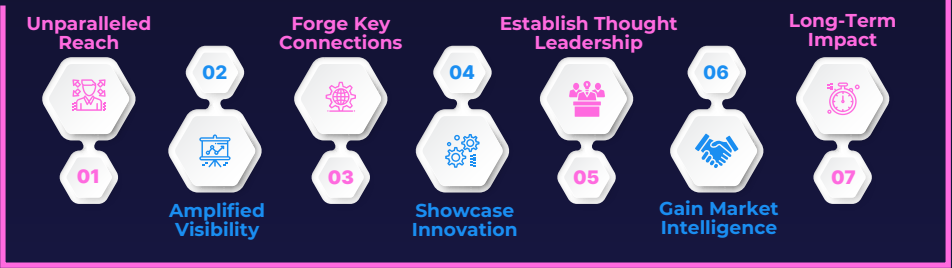 Unparalleled
Reach
01
02
Amplified
Visibility
Forge Key
Connections
03
04
Showcase
Innovation
Establish Thought
Leadership
05
06
Gain Market
Intelligence
Long-Term
Impact
07